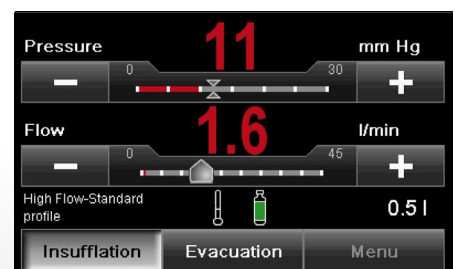 Pressure 11 mm Hg
− 0 30 +
Flow 1.6 l/min
− 0 45 +
High Flow-Standard
profile
0.5 l
Insufflation Evacuation Menu